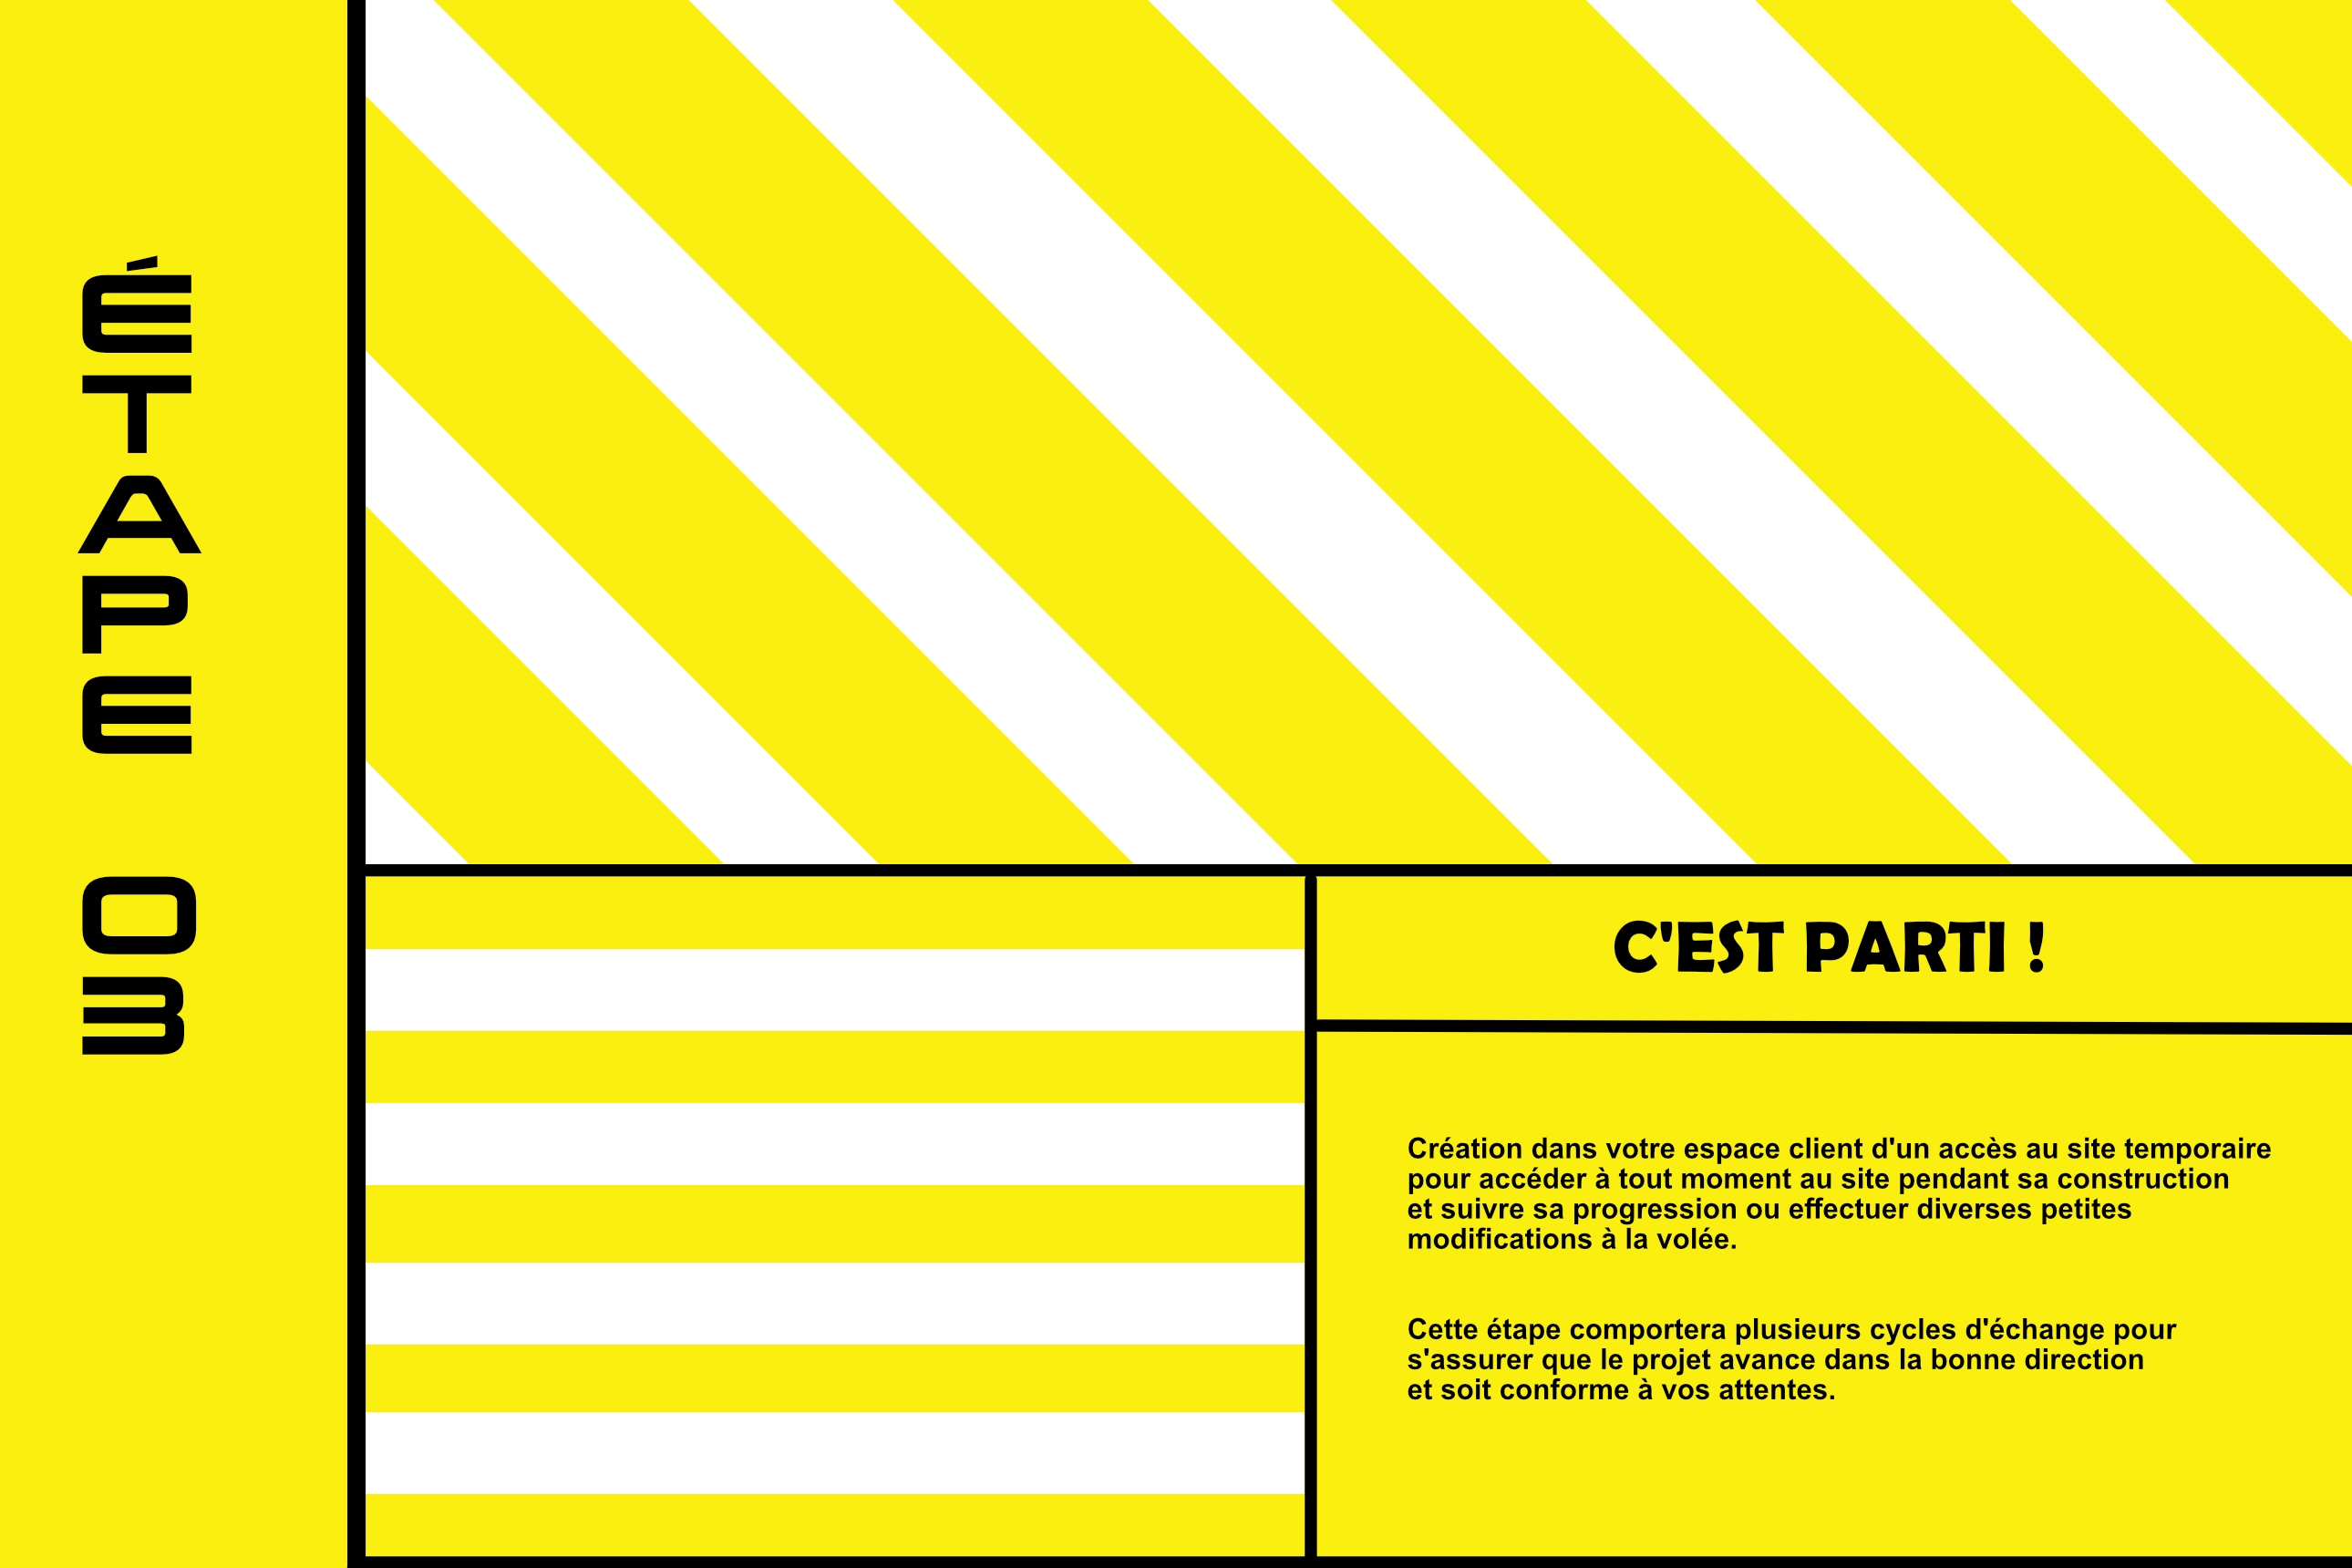 ÉTAPE 03
C'EST PARTI !
Création dans votre espace client d'un accès au site temporaire
pour accéder à tout moment au site pendant sa construction
et suivre sa progression ou effectuer diverses petites
modifications à la volée.
Cette étape comportera plusieurs cycles d'échange pour
s'assurer que le projet avance dans la bonne direction
et soit conforme à vos attentes.